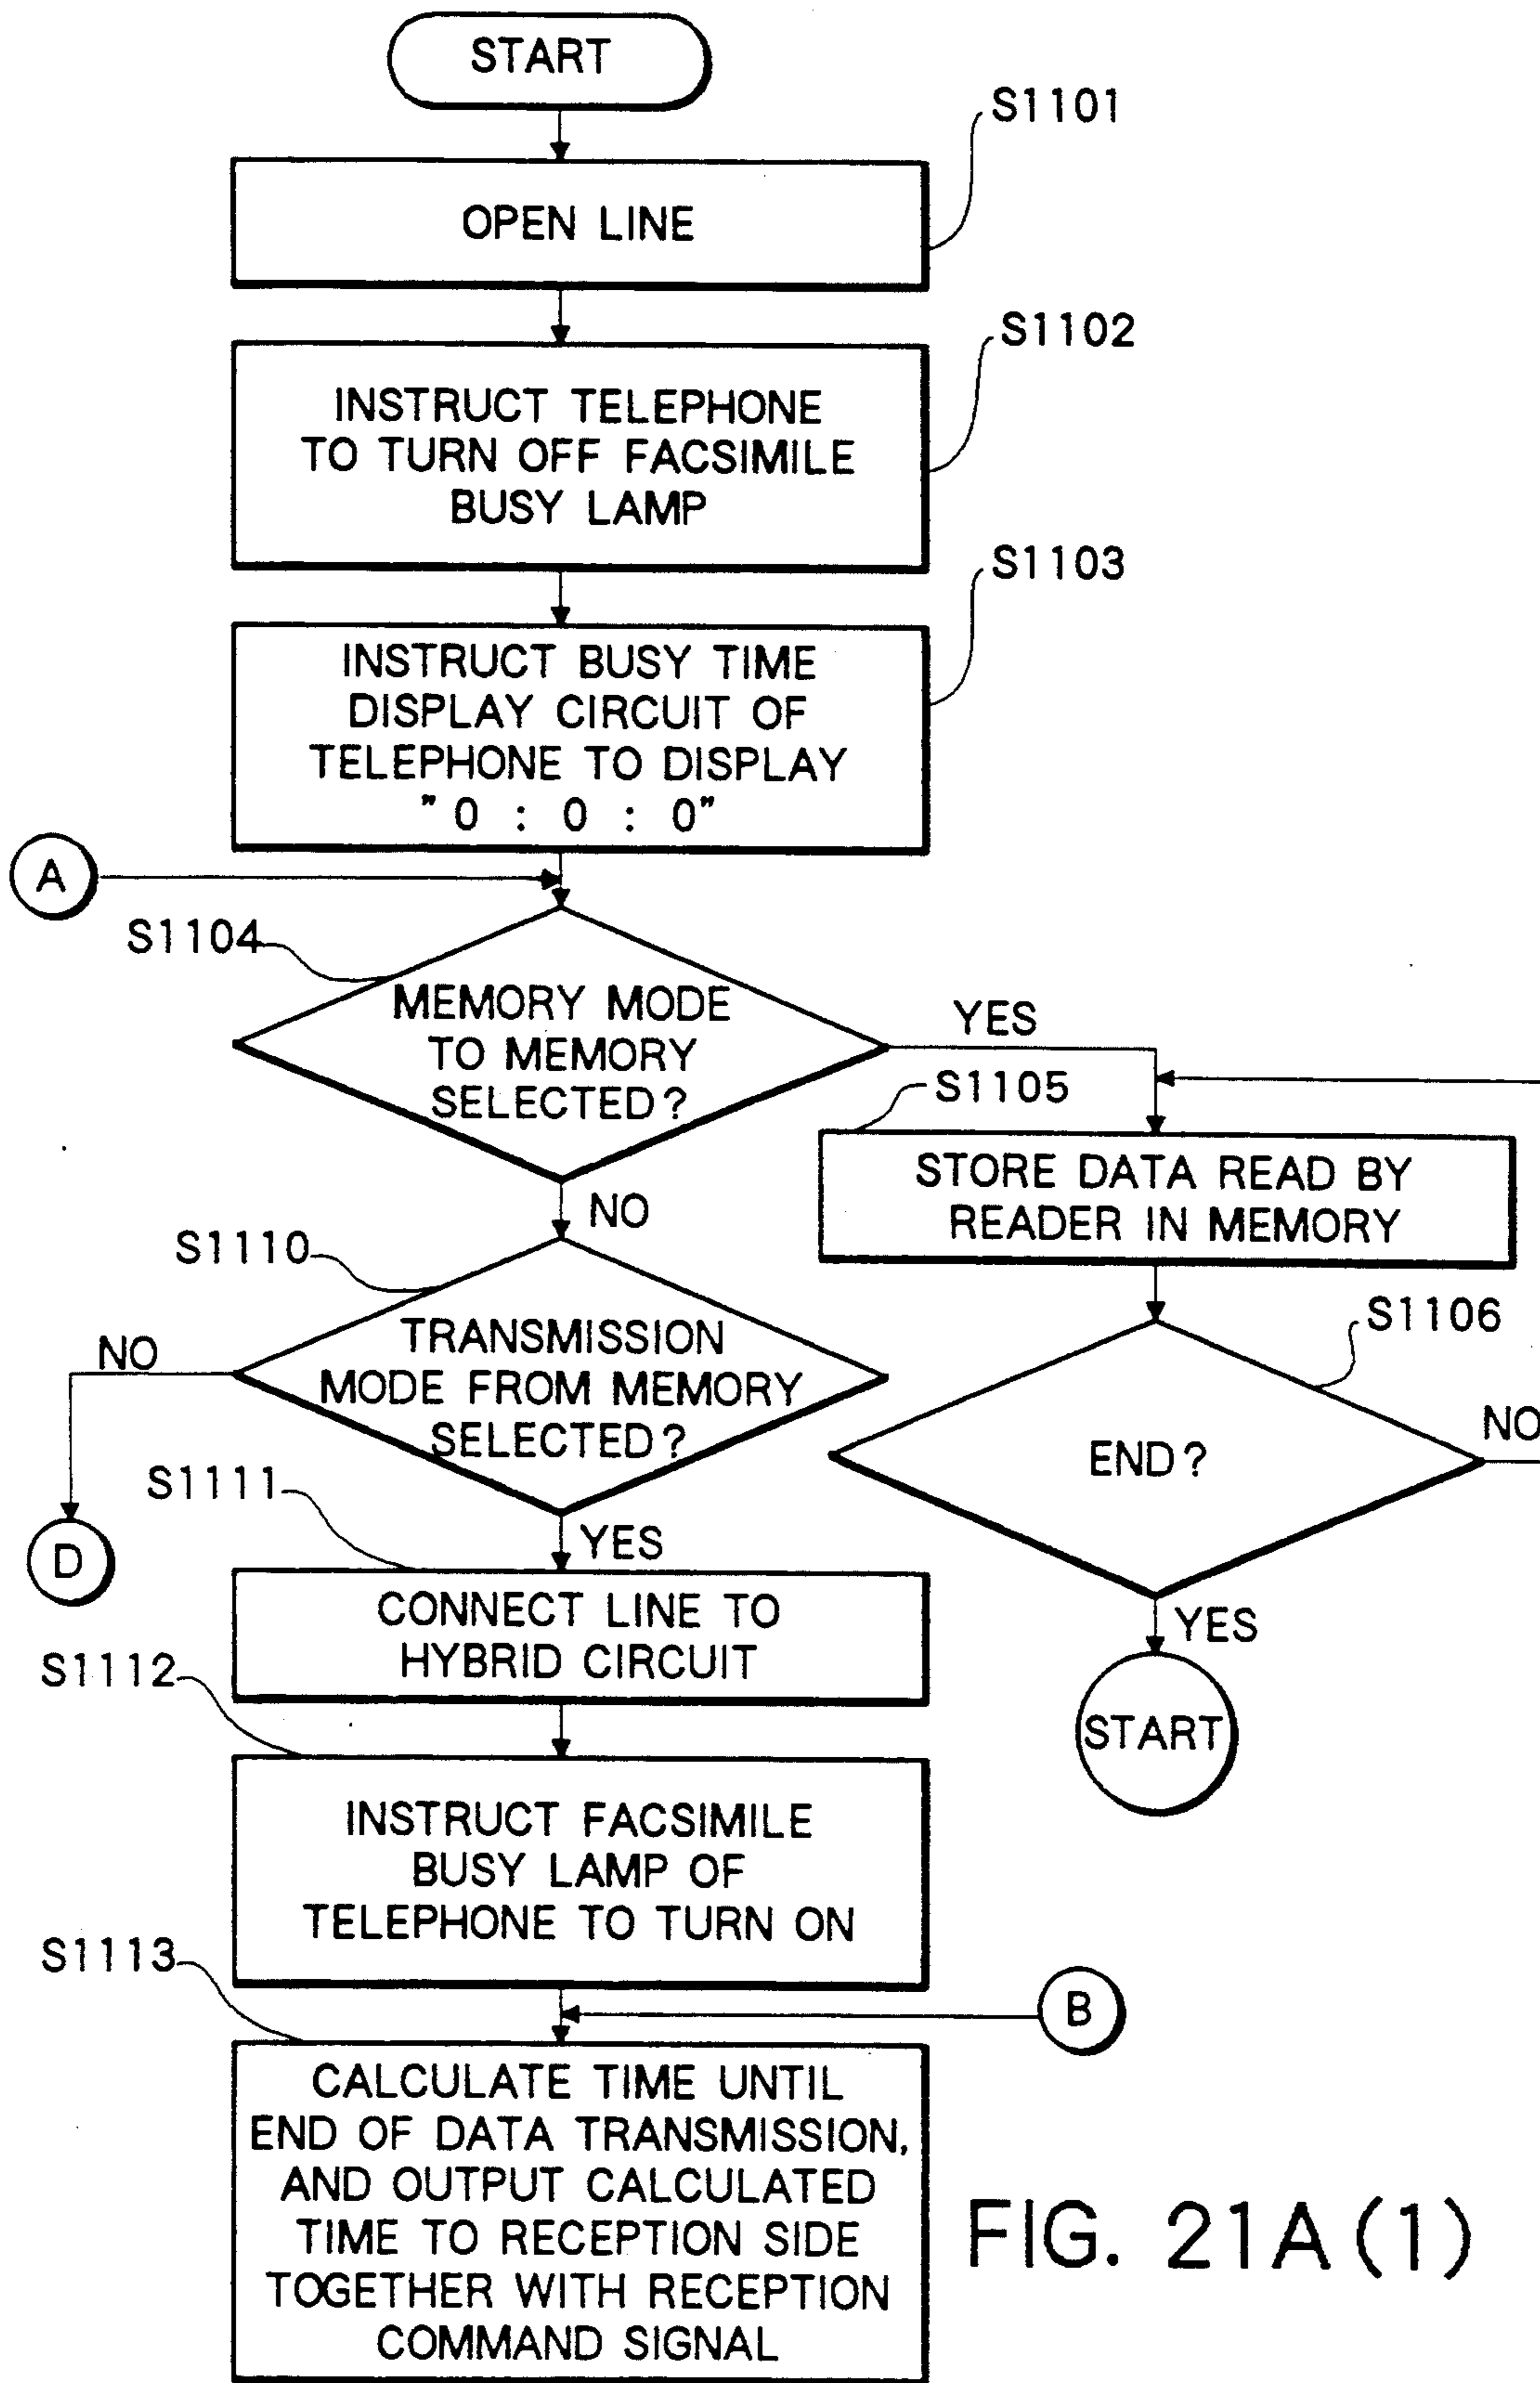 START
S1101
OPEN LINE
S1102
INSTRUCT TELEPHONE
TO TURN OFF FACSIMILE
BUSY LAMP
S1103
INSTRUCT BUSY TIME
DISPLAY CIRCUIT OF
TELEPHONE TO DISPLAY
"0 : 0 : 0"
A
S1104
MEMORY MODE
TO MEMORY
SELECTED?
YES
S1105
STORE DATA READ BY
READER IN MEMORY
NO
S1110
S1106
TRANSMISSION
MODE FROM MEMORY
SELECTED?
NO
END?
NO
S1111
D
YES
YES
CONNECT LINE TO
HYBRID CIRCUIT
START
S1112
INSTRUCT FACSIMILE
BUSY LAMP OF
TELEPHONE TO TURN ON
S1113
B
CALCULATE TIME UNTIL
END OF DATA TRANSMISSION,
AND OUTPUT CALCULATED
TIME TO RECEPTION SIDE
TOGETHER WITH RECEPTION
COMMAND SIGNAL
FIG. 21A(1)